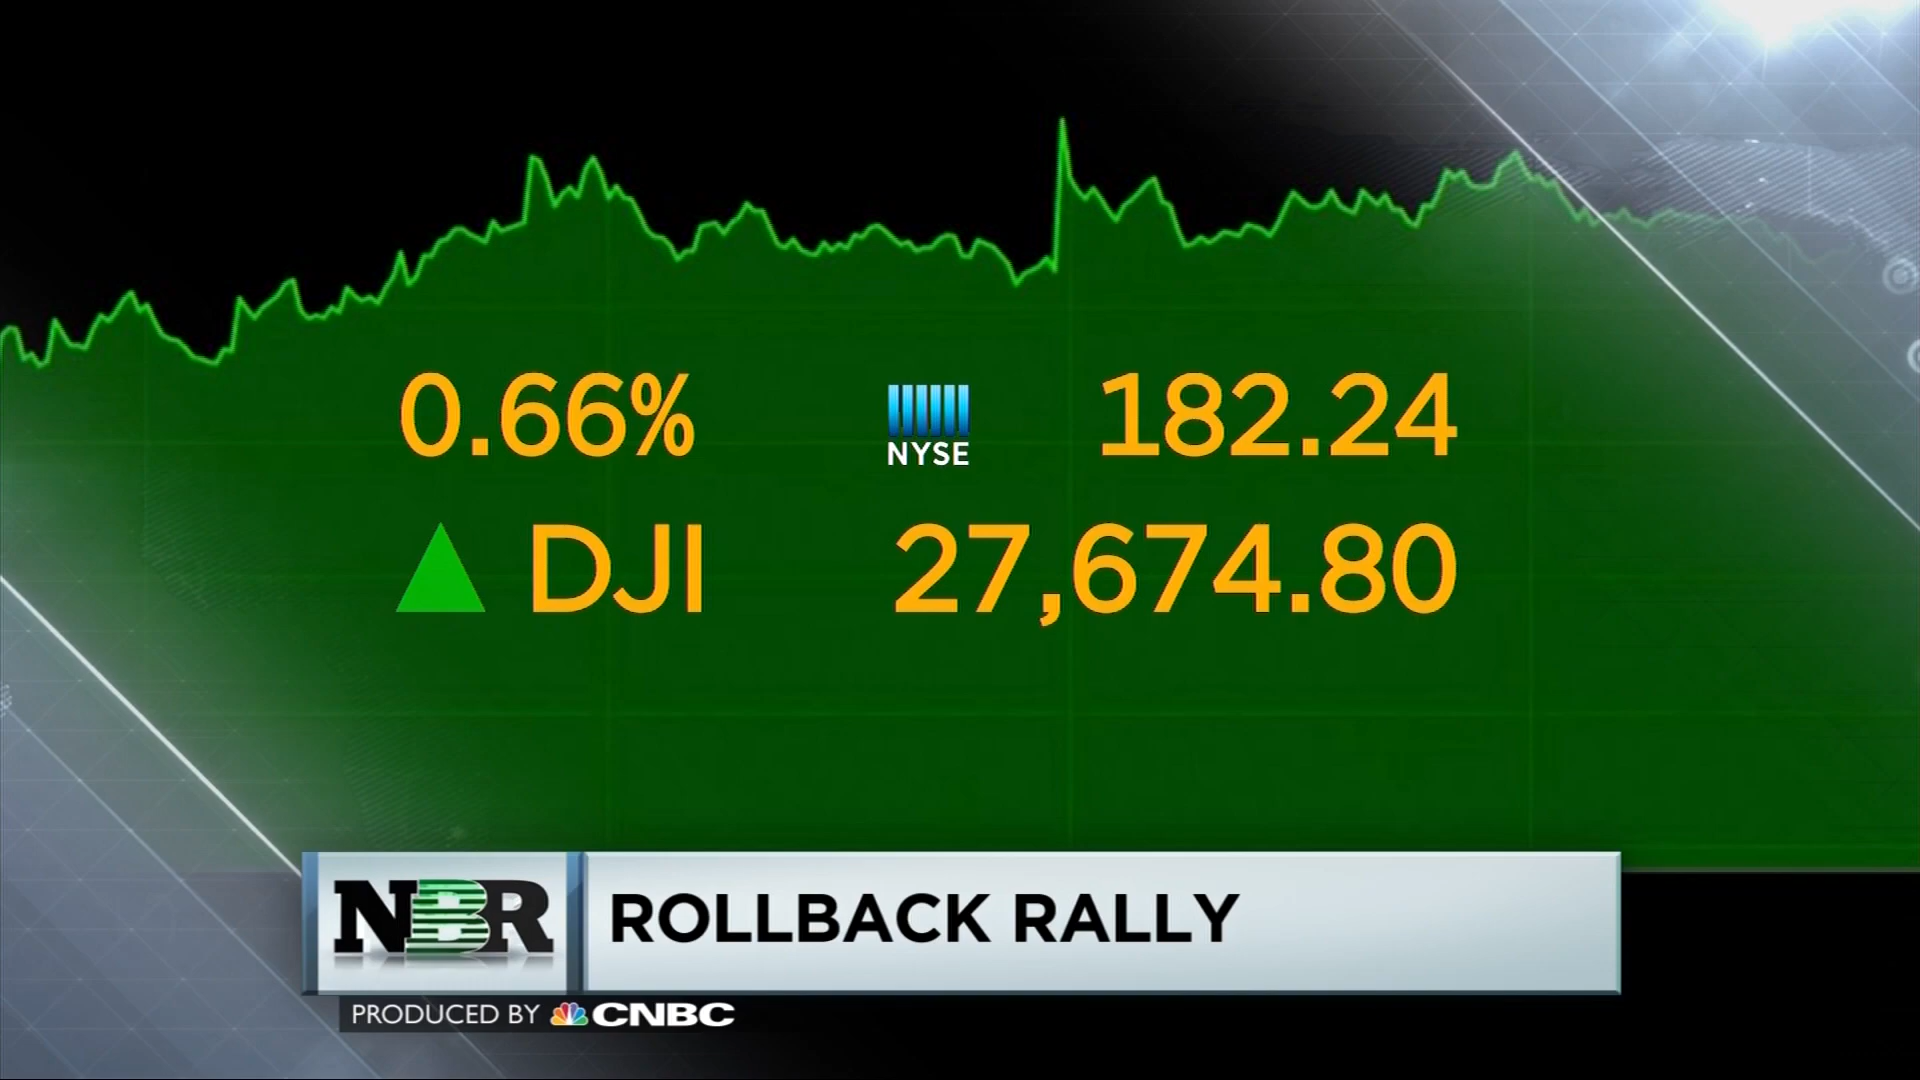 0.66%
NYSE
182.24
▲ DJI
27,674.80
NBR
ROLLBACK RALLY
PRODUCED BY CNBC